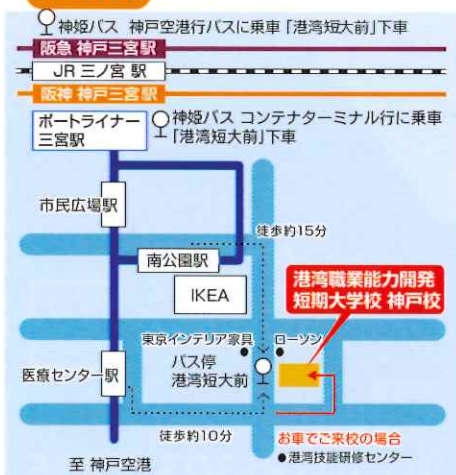 神姫バス 神戸空港行バスに乗車「港湾短大前」下車
阪急 神戸三宮駅
JR 三ノ宮 駅
阪神 神戸三宮駅
ポートライナー
三宮駅
神姫バス コンテナターミナル行に乗車
「港湾短大前」下車
市民広場駅
徒歩約15分
南公園駅
IKEA
港湾職業能力開発
短期大学校 神戸校
東京インテリア家具
ローソン
バス停
港湾短大前
医療センター駅
徒歩約10分
お車でご来校の場合
●港湾技能研修センター
至 神戸空港